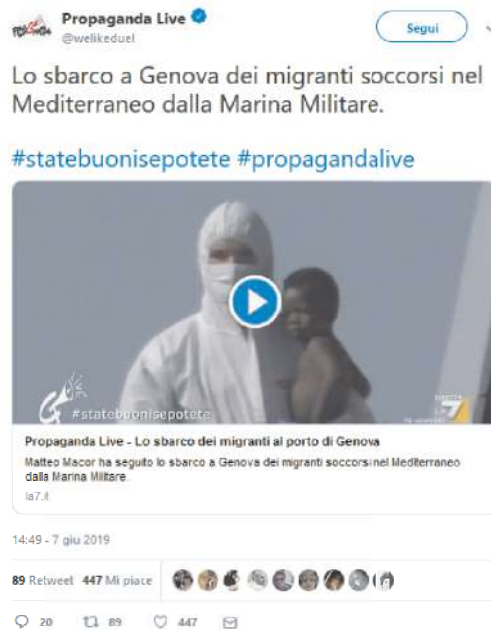 Propaganda Live
@welikeduel
Segui
Lo sbarco a Genova dei migranti soccorsi nel
Mediterraneo dalla Marina Militare.
#statebuonisepotete #propagandalive
#statebuonisepotete
7
Propaganda Live - Lo sbarco dei migranti al porto di Genova
Matteo Macor ha seguito lo sbarco a Genova dei migranti soccorsi nel Mediterraneo
dalla Marina Militare.
la7.it
14:49 - 7 giu 2019
89 Retweet 447 Mi piace
20 89 447